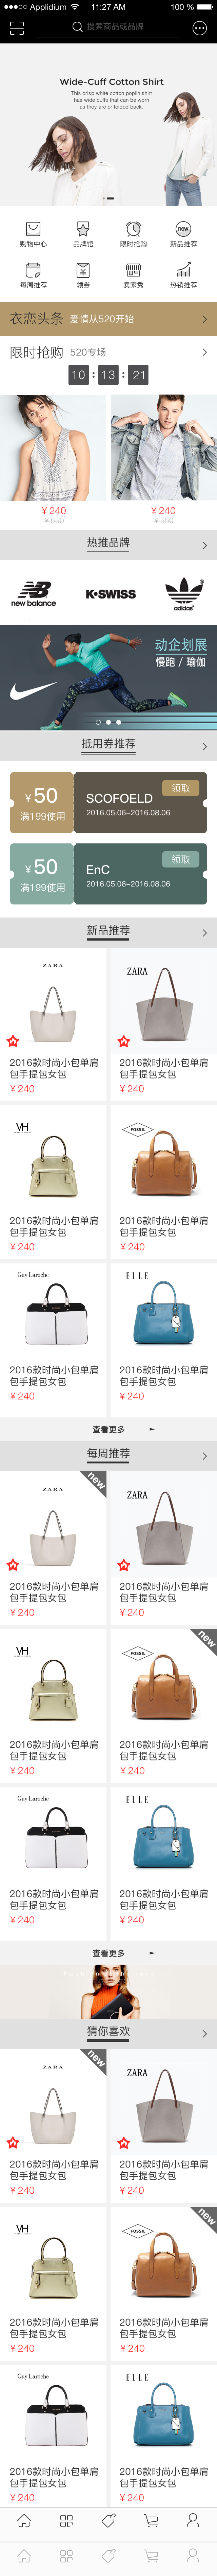 Applidium
11:27 AM
100 %
搜索商品或品牌
Wide-Cuff Cotton Shirt
This crisp white cotton poplin shirt
has wide cuffs that can be worn
as they are or folded back.
购物中心
品牌馆
限时抢购
new
新品推荐
每周推荐
领券
卖家秀
热销推荐
衣恋头条 爱情从520开始
限时抢购 520专场
10 : 13 : 21
¥ 240
¥ 550
¥ 240
¥ 550
热推品牌
new balance
K•SWISS
adidas
动企划展
慢跑 / 瑜伽
抵用券推荐
¥ 50
满199使用
领取
SCOFOELD
2016.05.06-2016.08.06
¥ 50
满199使用
领取
EnC
2016.05.06-2016.08.06
新品推荐
ZARA
2016款时尚小包单肩
包手提包女包
¥ 240
ZARA
2016款时尚小包单肩
包手提包女包
¥ 240
VH
2016款时尚小包单肩
包手提包女包
¥ 240
FOSSIL
2016款时尚小包单肩
包手提包女包
¥ 240
Guy Laroche
2016款时尚小包单肩
包手提包女包
¥ 240
ELLE
2016款时尚小包单肩
包手提包女包
¥ 240
查看更多
每周推荐
new
ZARA
2016款时尚小包单肩
包手提包女包
¥ 240
ZARA
2016款时尚小包单肩
包手提包女包
¥ 240
VH
2016款时尚小包单肩
包手提包女包
¥ 240
new
FOSSIL
2016款时尚小包单肩
包手提包女包
¥ 240
Guy Laroche
2016款时尚小包单肩
包手提包女包
¥ 240
ELLE
2016款时尚小包单肩
包手提包女包
¥ 240
查看更多
猜你喜欢
new
ZARA
2016款时尚小包单肩
包手提包女包
¥ 240
ZARA
2016款时尚小包单肩
包手提包女包
¥ 240
VH
2016款时尚小包单肩
包手提包女包
¥ 240
new
FOSSIL
2016款时尚小包单肩
包手提包女包
¥ 240
Guy Laroche
2016款时尚小包单肩
包手提包女包
¥ 240
ELLE
2016款时尚小包单肩
包手提包女包
¥ 240